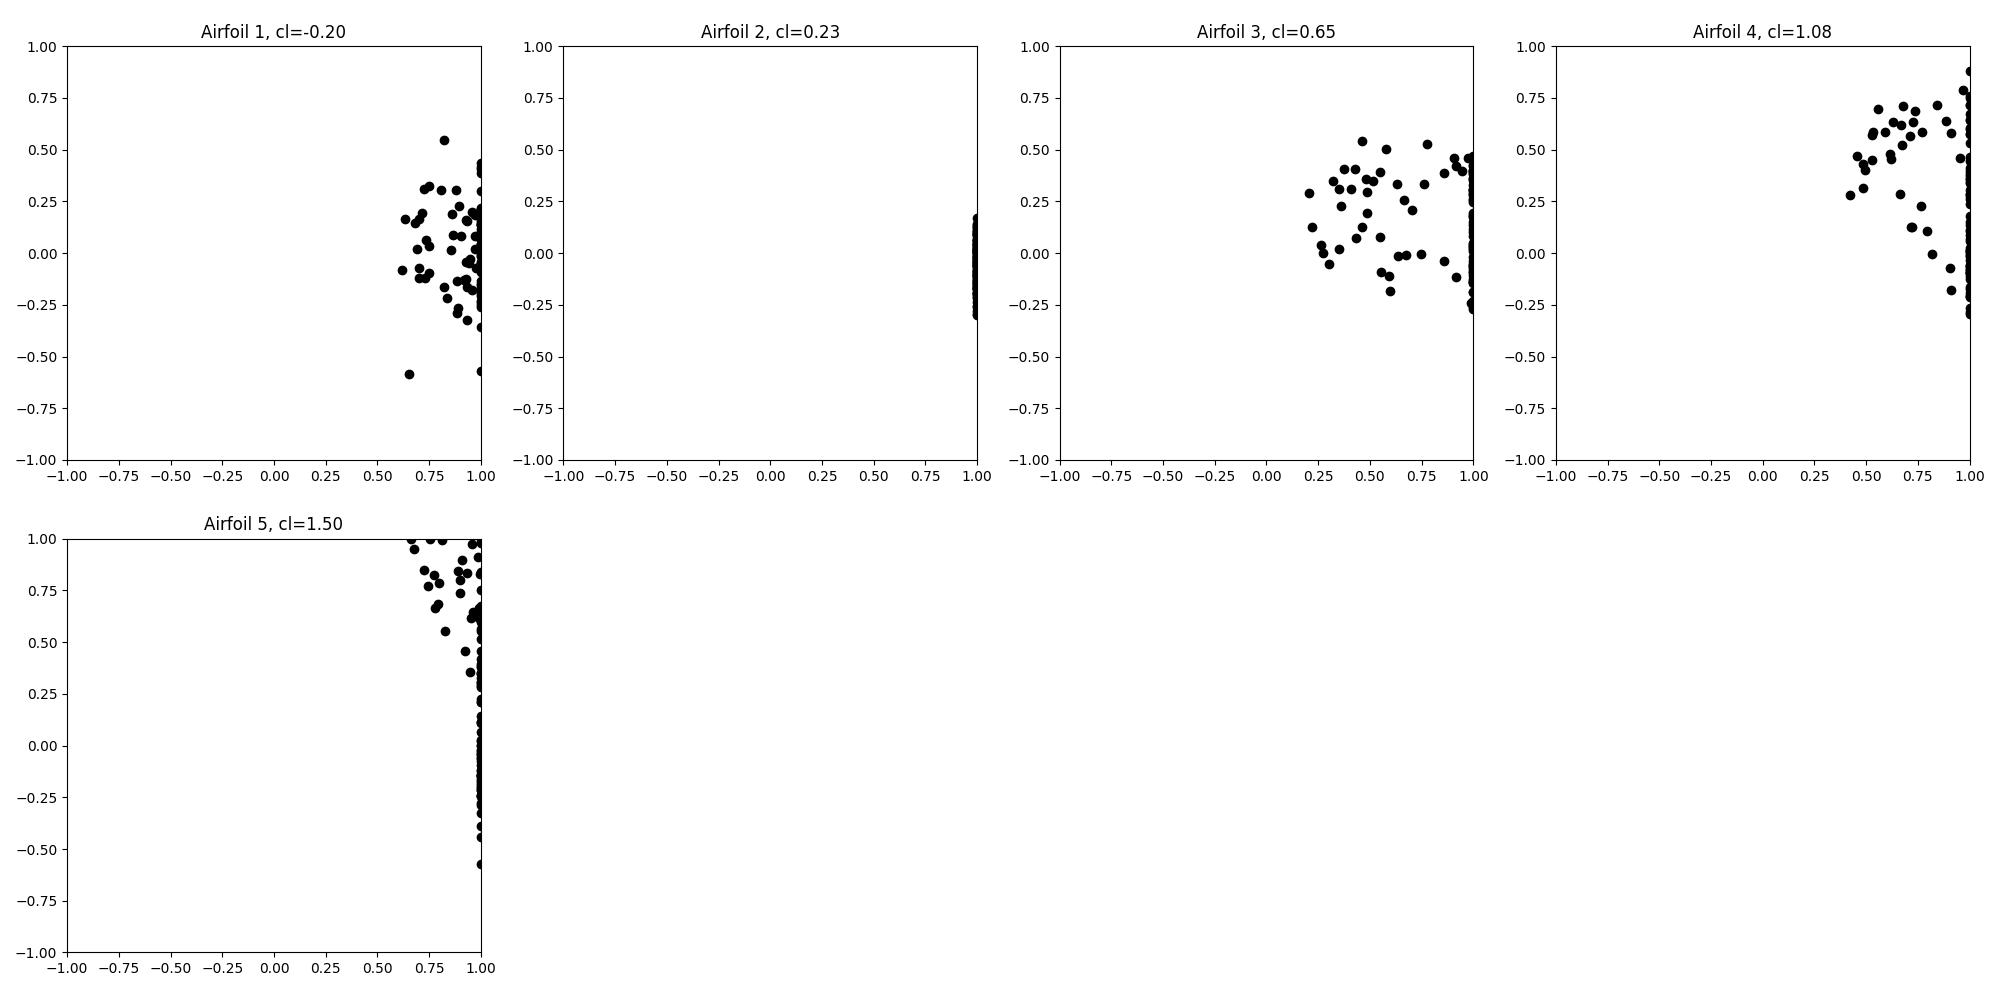 Airfoil 1, cl=-0.20
Airfoil 2, cl=0.23
Airfoil 3, cl=0.65
Airfoil 4, cl=1.08
1.00 1.00 1.00 1.00
0.75 0.75 0.75 0.75
0.50 0.50 0.50 0.50
0.25 0.25 0.25 0.25
0.00 0.00 0.00 0.00
−0.25 −0.25 −0.25 −0.25
−0.50 −0.50 −0.50 −0.50
−0.75 −0.75 −0.75 −0.75
−1.00 −1.00 −1.00 −1.00
−1.00 −0.75 −0.50 −0.25 0.00 0.25 0.50 0.75 1.00
−1.00 −0.75 −0.50 −0.25 0.00 0.25 0.50 0.75 1.00
−1.00 −0.75 −0.50 −0.25 0.00 0.25 0.50 0.75 1.00
−1.00 −0.75 −0.50 −0.25 0.00 0.25 0.50 0.75 1.00
Airfoil 5, cl=1.50
1.00
0.75
0.50
0.25
0.00
−0.25
−0.50
−0.75
−1.00
−1.00 −0.75 −0.50 −0.25 0.00 0.25 0.50 0.75 1.00